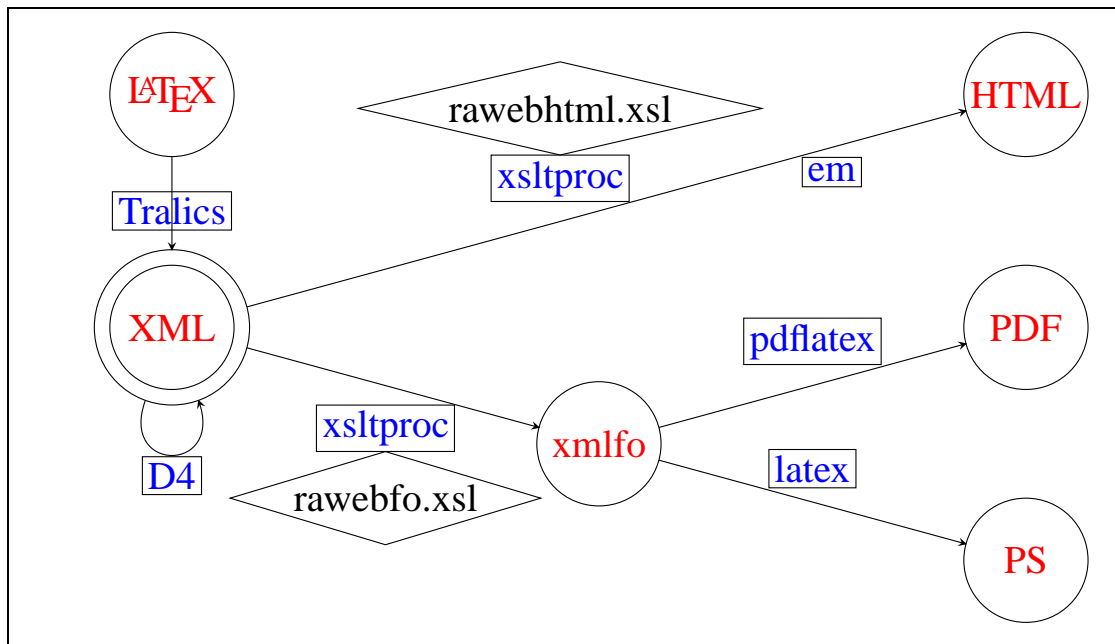 LATEX
HTML
rawebhtml.xsl
xsltproc
em
Tralics
XML
PDF
pdflatex
xsltproc
xmlfo
D4
rawebfo.xsl
latex
PS